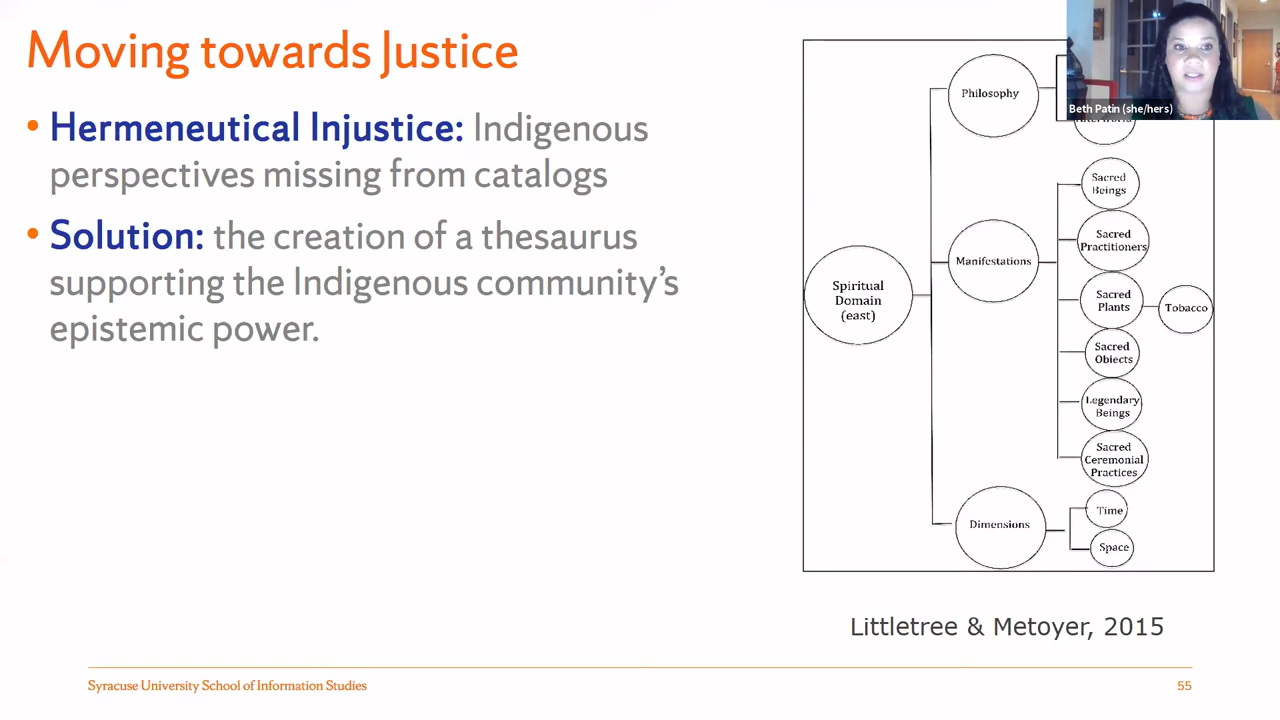 Moving towards Justice
• Hermeneutical Injustice: Indigenous
perspectives missing from catalogs
• Solution: the creation of a thesaurus
supporting the Indigenous community’s
epistemic power.
Beth Patin (she/hers)
Philosophy
Sacred
Beings
Sacred
Practitioners
Manifestations
Spiritual
Domain
(east)
Sacred
Plants
Tobacco
Sacred
Objects
Legendary
Beings
Sacred
Ceremonial
Practices
Dimensions
Time
Space
Littletree & Metoyer, 2015
Syracuse University School of Information Studies
55